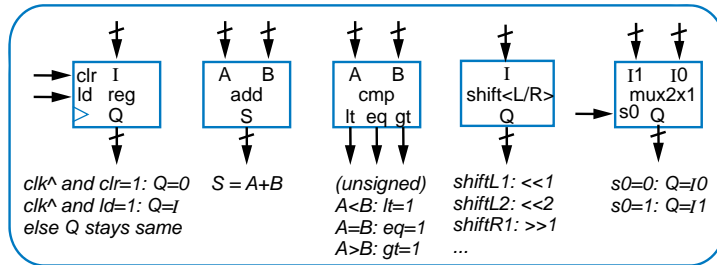 clr I
ld reg
Q
A B
add
S
A B
cmp
lt eq gt
I
shift<L/R>
Q
I1 I0
mux2x1
s0 Q
clk^ and clr=1: Q=0
clk^ and ld=1: Q=I
else Q stays same
S = A+B
(unsigned)
A<B: lt=1
A=B: eq=1
A>B: gt=1
shiftL1: <<1
shiftL2: <<2
shiftR1: >>1
...
s0=0: Q=I0
s0=1: Q=I1